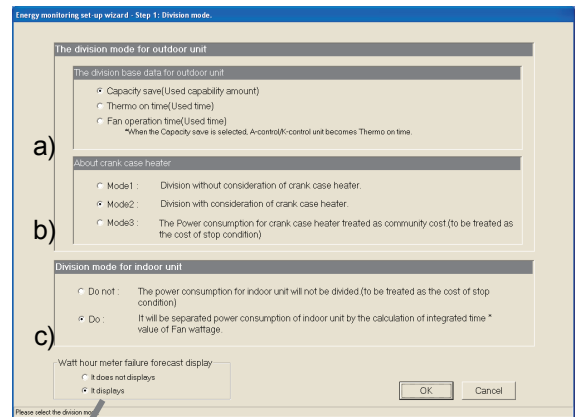 Energy monitoring set-up wizard - Step 1: Division mode.
The division mode for outdoor unit
The division base data for outdoor unit
Capacity save(Used capability amount)
Thermo on time(Used time)
Fan operation time(Used time)
*When the Capacity save is selected, A-control/K-control unit becomes Thermo on time.
a)
About crank case heater
Mode1 : Division without consideration of crank case heater.
Mode2 : Division with consideration of crank case heater.
Mode3 : The Power consumption for crank case heater treated as community cost.(to be treated as
the cost of stop condition)
b)
Division mode for indoor unit
Do not : The power consumption for indoor unit will not be divided.(to be treated as the cost of stop
condition)
Do : It will be separated power consumption of indoor unit by the calculation of integrated time *
value of Fan wattage.
c)
Watt hour meter failure forecast display
It does not displays
It displays
OK Cancel
Please select the division